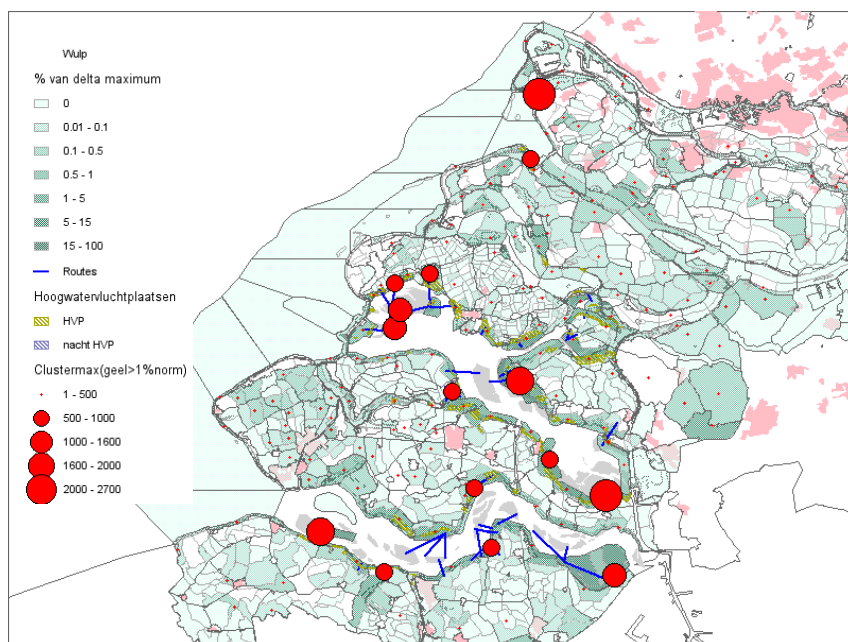 Wulp
% van delta maximum
0
0.01 - 0.1
0.1 - 0.5
0.5 - 1
1 - 5
5 - 15
15 - 100
Routes
Hoogwatervluchtplaatsen
HVP
nacht HVP
Clustermax(geel>1%norm)
1 - 500
500 - 1000
1000 - 1600
1600 - 2000
2000 - 2700